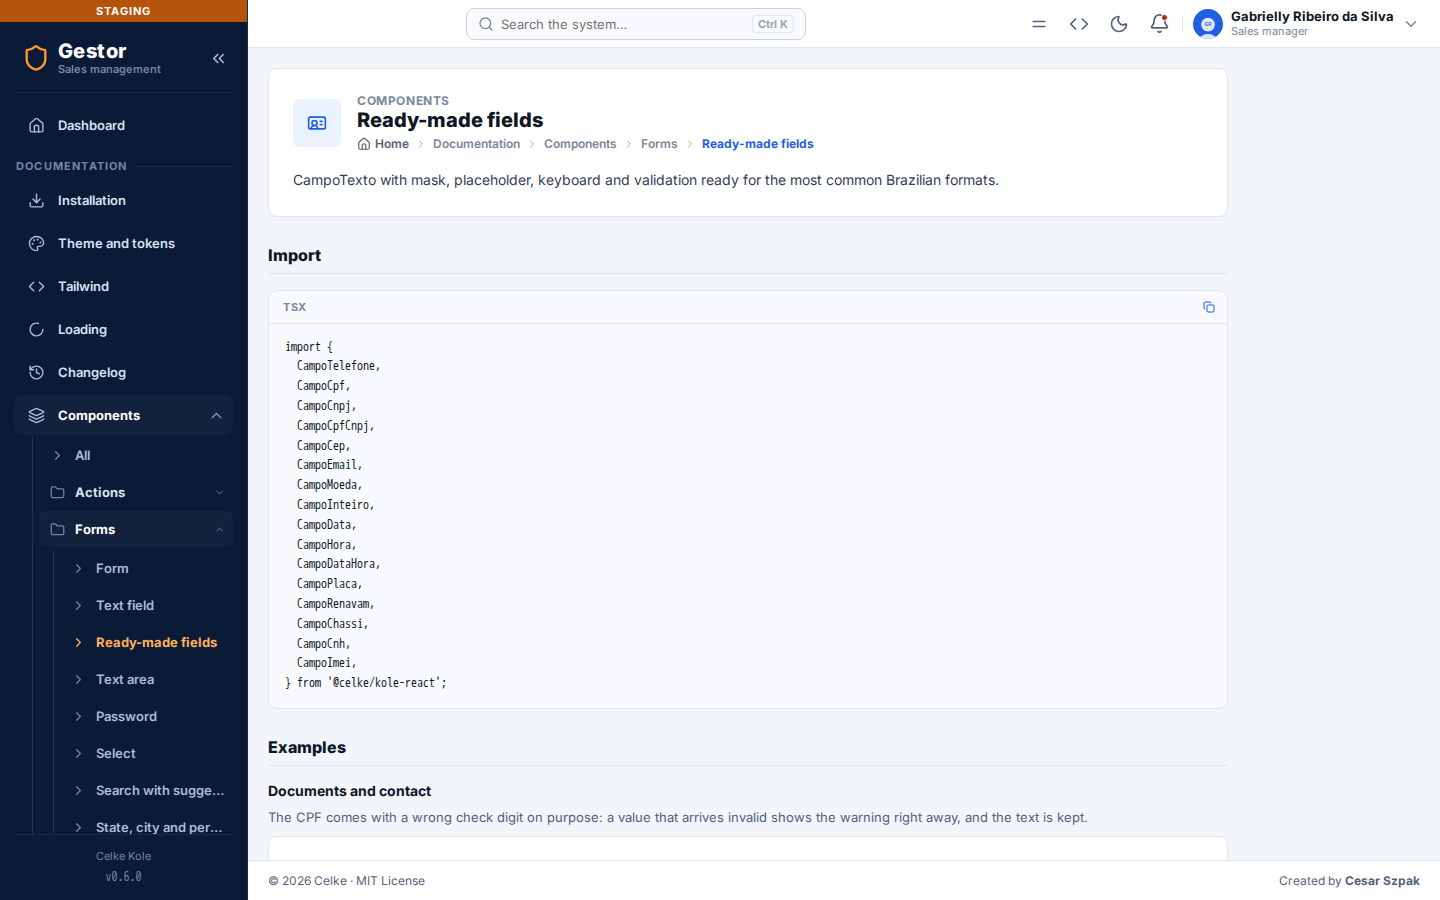 STAGING
Gestor
Sales management
Dashboard
DOCUMENTATION
Installation
Theme and tokens
Tailwind
Loading
Changelog
Components
All
Actions
Forms
Form
Text field
Ready-made fields
Text area
Password
Select
Search with sugge...
State, city and per...
Celke Kole
v0.6.0
Search the system...
Ctrl K
GR
Gabrielly Ribeiro da Silva
Sales manager
COMPONENTS
Ready-made fields
Home
Documentation
Components
Forms
Ready-made fields
CampoTexto with mask, placeholder, keyboard and validation ready for the most common Brazilian formats.
Import
TSX
import {
CampoTelefone,
CampoCpf,
CampoCnpj,
CampoCpfCnpj,
CampoCep,
CampoEmail,
CampoMoeda,
CampoInteiro,
CampoData,
CampoHora,
CampoDataHora,
CampoPlaca,
CampoRenavam,
CampoChassi,
CampoCnh,
CampoImei,
} from '@celke/kole-react';
Examples
Documents and contact
The CPF comes with a wrong check digit on purpose: a value that arrives invalid shows the warning right away, and the text is kept.
© 2026 Celke · MIT License
Created by Cesar Szpak